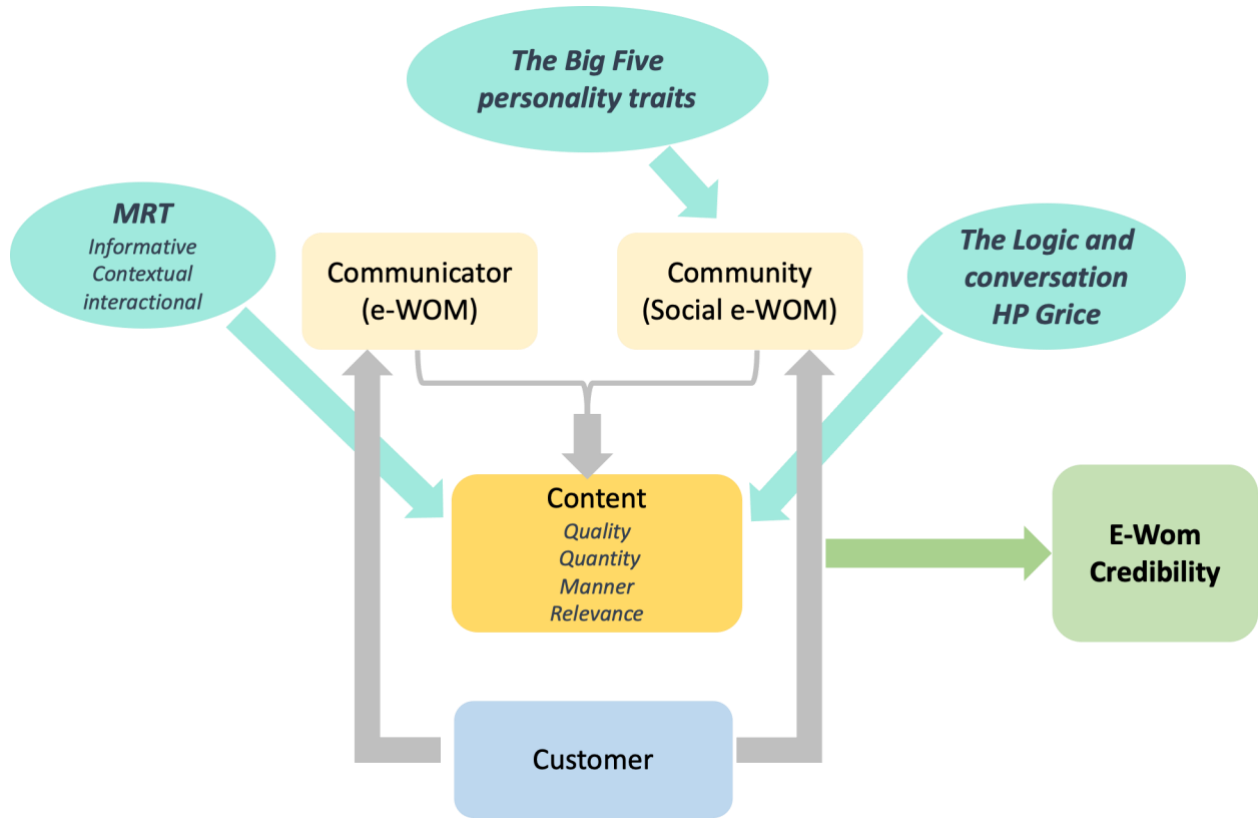 The Big Five
personality traits
MRT
Informative
Contextual
interactional
Communicator
(e-WOM)
Community
(Social e-WOM)
The Logic and
conversation
HP Grice
Content
Quality
Quantity
Manner
Relevance
E-Wom
Credibility
Customer